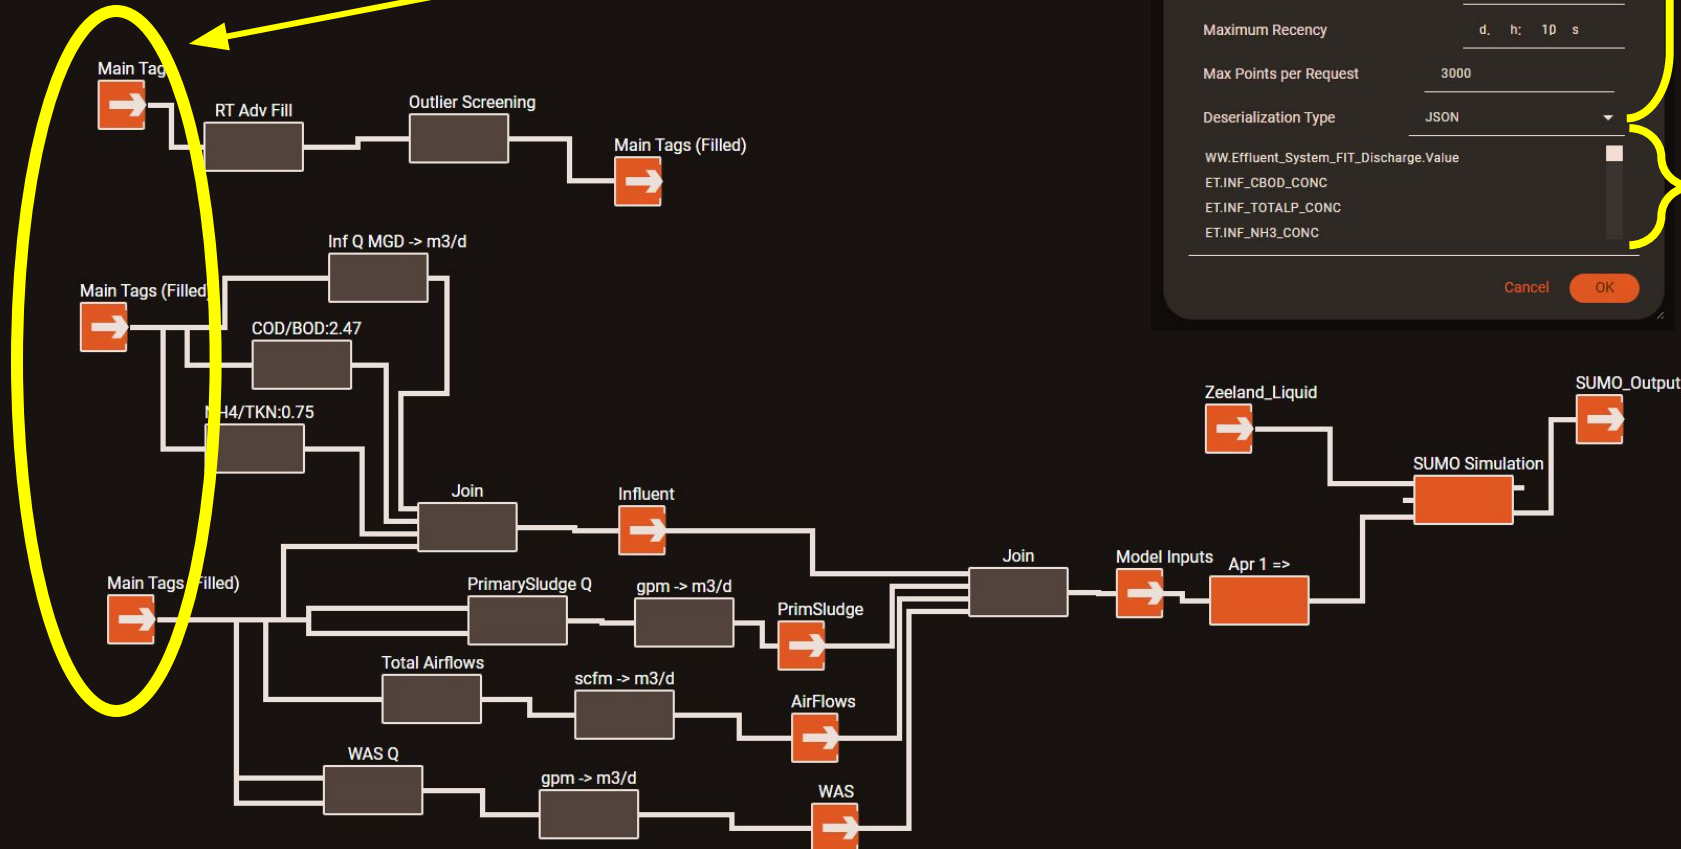 Main Tag
RT Adv Fill
Outlier Screening
Main Tags (Filled)
Maximum Recency
d. h: 10 s
Max Points per Request
3000
Deserialization Type
JSON
WW.Effluent_System_FIT_Discharge.Value
ET.INF_CBOD_CONC
ET.INF_TOTALP_CONC
ET.INF_NH3_CONC
Cancel
OK
Inf Q MGD -> m3/d
Main Tags (Filled)
COD/BOD:2.47
NH4/TKN:0.75
Join
Influent
Main Tags (Filled)
PrimarySludge Q
gpm -> m3/d
PrimSludge
Total Airflows
scfm -> m3/d
AirFlows
WAS Q
gpm -> m3/d
WAS
Join
Model Inputs
Apr 1 =>
Zeeland_Liquid
SUMO Simulation
SUMO_Output